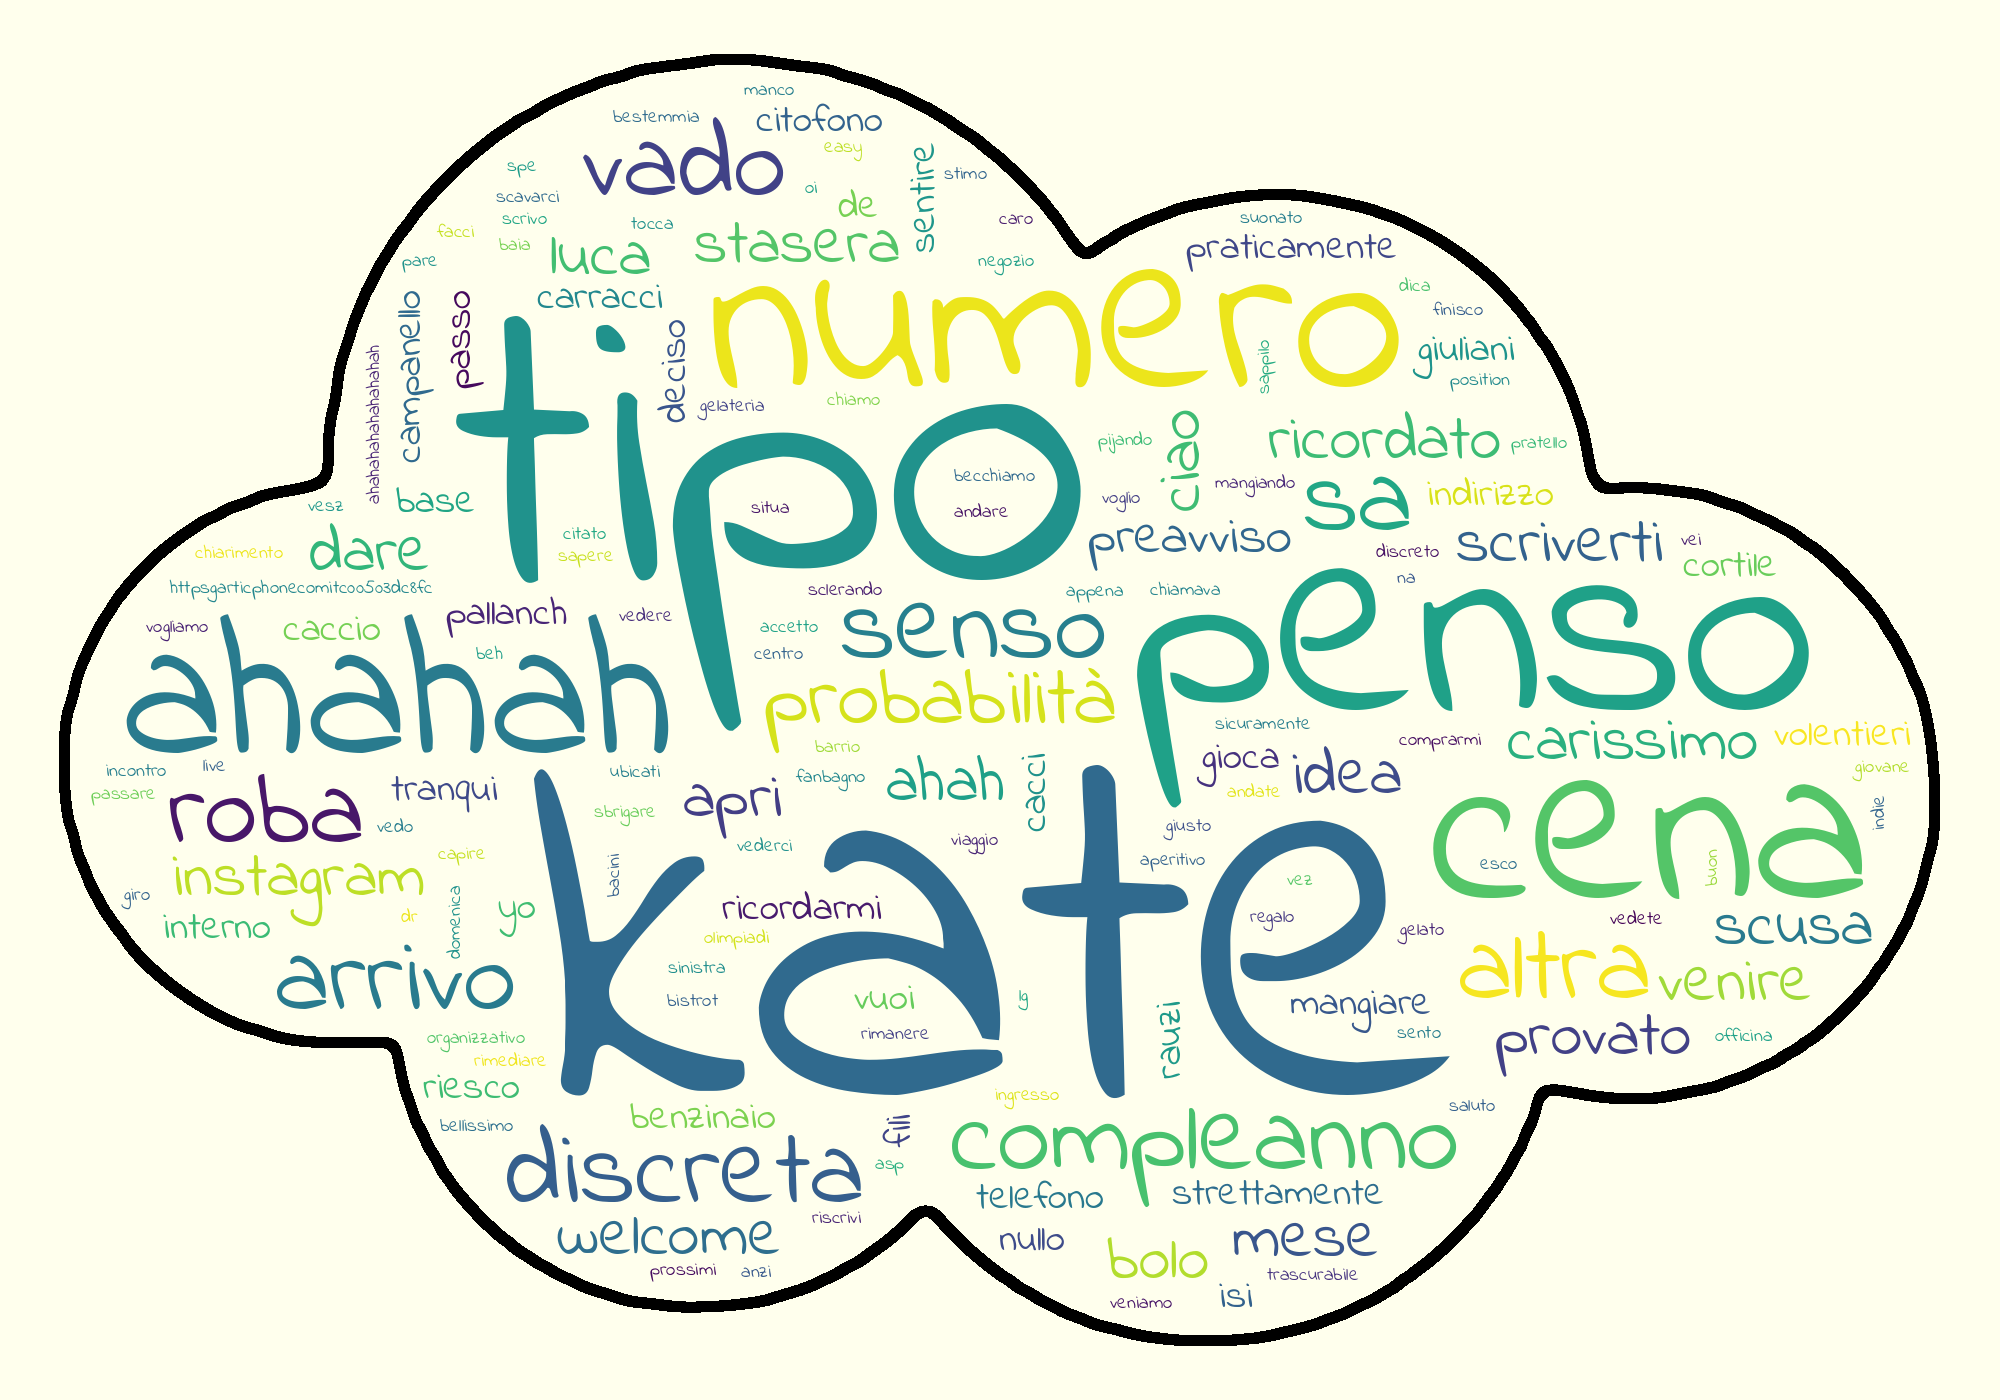 manco
bestemmia
citofono
easy
vado
spe
sentire
stimo
oi
scavarci
de
scrivo
tocca
caro
suonato
facci
baia
luca
stasera
praticamente
pare
negozio
carracci
numero
dica
finisco
campanello
passo
deciso
tipo
giuliani
sappilo
position
ahahahahahahahahah
gelateria
chiamo
ciao
pijando
ricordato
pratello
becchiamo
mangiando
sa
indirizzo
base
vesz
situa
andare
voglio
citato
preavviso
discreto
scriverti
vei
chiarimento
dare
sapere
cortile
na
httpsgarticphonecomitc005o3dc8fc
sclerando
appena
chiamava
penso
pallanch
vedere
vogliamo
caccio
accetto
senso
beh
centro
ahahah
probabilità
sicuramente
barrio
comprarmi
carissimo
volentieri
incontro
live
ubicati
fanbagno
ahah
cacci
gioca
idea
giovane
passare
roba
tranqui
apri
andate
cena
indie
vedo
sbrigare
kate
giusto
vederci
viaggio
capire
aperitivo
esco
instagram
bacini
vez
buon
giro
interno
dr
domenica
yo
ricordarmi
regalo
vedete
gelato
scusa
olimpiadi
sinistra
altra
venire
arrivo
bistrot
vuoi
lg
mangiare
rimanere
rauzi
sento
provato
officina
organizzativo
rimediare
riesco
ingresso
saluto
bellissimo
benzinaio
fili
compleanno
discreta
asp
telefono
strettamente
riscrivi
welcome
nullo
mese
prossimi
anzi
bolo
trascurabile
veniamo
isi